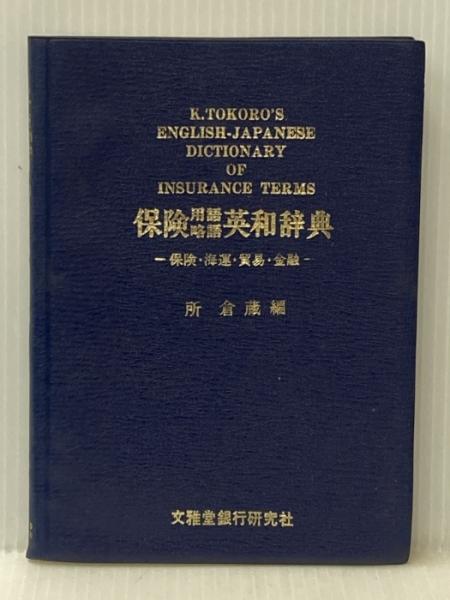 K.TOKORO'S
ENGLISH-JAPANESE
DICTIONARY
OF
INSURANCE TERMS
保険用語略語英和辞典
－保険・海運・貿易・金融－
所倉蔵編
文雅堂銀行研究社